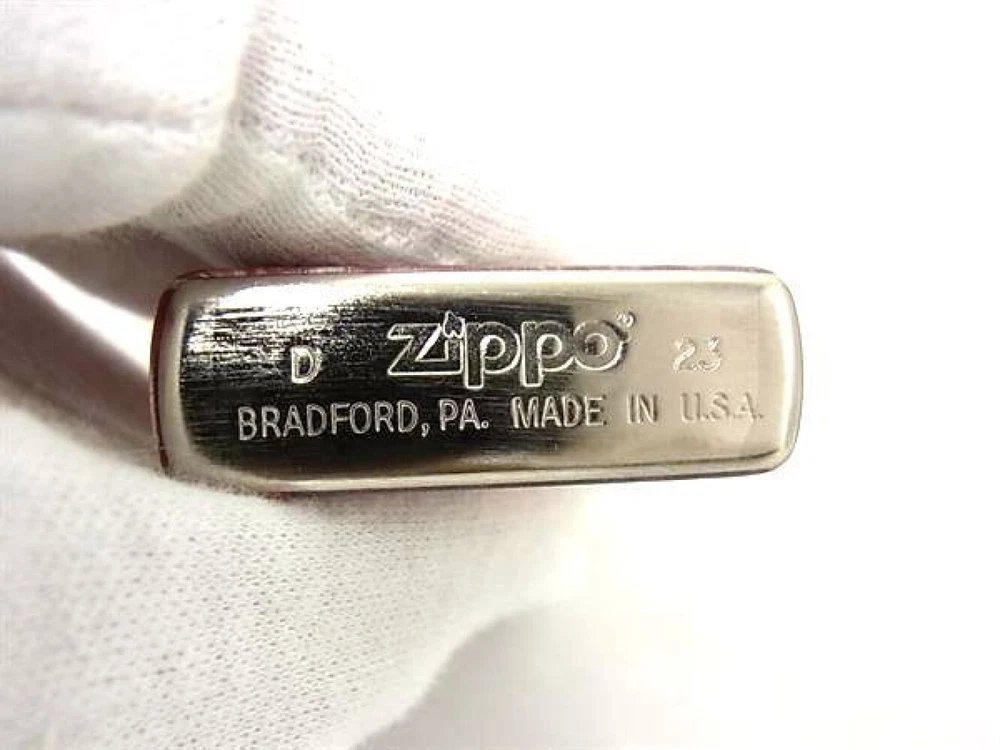 D Zippo® 23
BRADFORD, PA. MADE IN U.S.A.